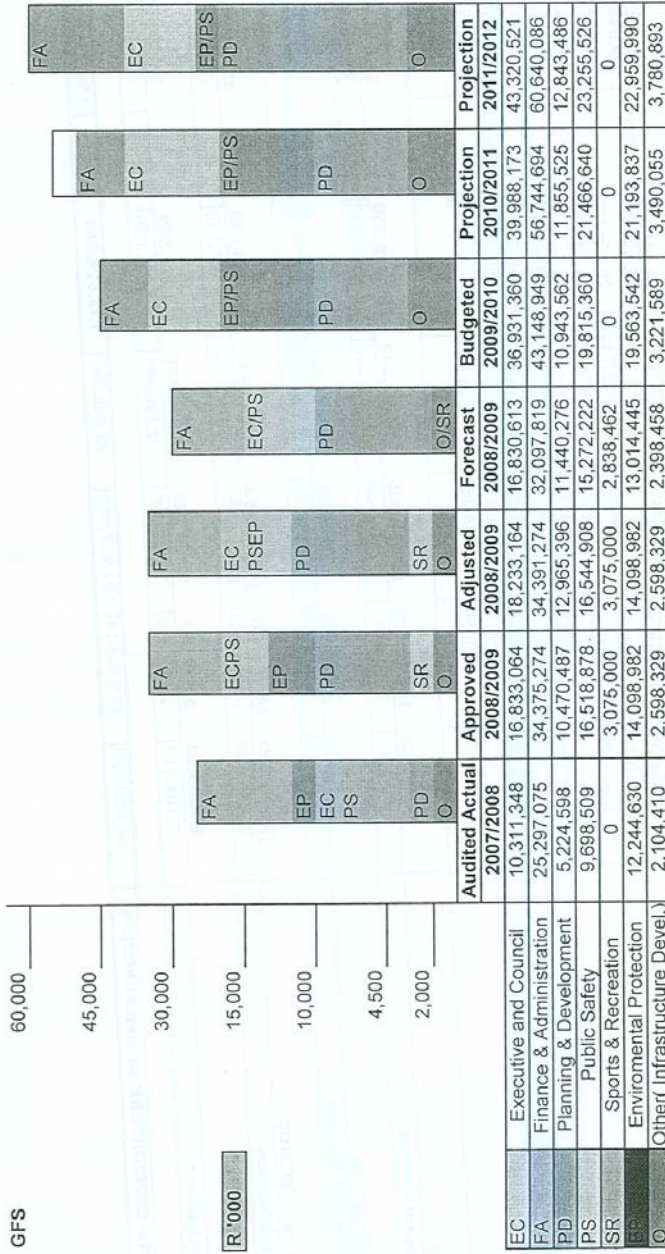 GFS
R '000
60,000
45,000
30,000
15,000
10,000
4,500
2,000
FA
EP
EC
PS
PD
O
FA
ECPS
EP
PD
SR
O
FA
EC
PSEP
PD
SR
O
FA
EC/PS
PD
O/SR
FA
EC
EP/PS
PD
O
FA
EC
EP/PS
PD
O
FA
EC
EP/PS
PD
O
Audited Actual Approved Adjusted Forecast Budgeted Projection Projection
2007/2008 2008/2009 2008/2009 2008/2009 2009/2010 2010/2011 2011/2012
EC Executive and Council 10,311,348 16,833,064 18,233,164 16,830,613 36,931,360 39,988,173 43,320,521
FA Finance & Administration 25,297,075 34,375,274 34,391,274 32,097,819 43,148,949 56,744,694 60,640,086
PD Planning & Development 5,224,598 10,470,487 12,965,396 11,440,276 10,943,562 11,855,525 12,843,486
PS Public Safety 9,698,509 16,518,878. 16,544,908 15,272,222 19,815,360 21,466,640 23,255,526
SR Sports & Recreation 0 3,075,000 3,075,000 2,838,462 0 0 0
EP Enviromental Protection 12,244,630 14,098,982 14,098,982 13,014,445 19,563,542 21,193,837 22,959,990
O Other( Infrastructure Devel.) 2,104,410 2,598,329 2,598,329 2,398,458 3,221,589 3,490,055 3,780,893